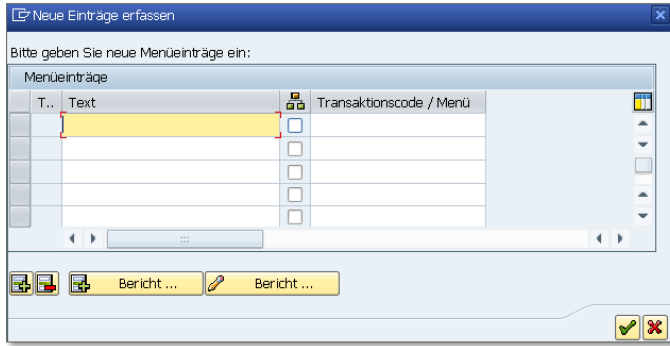 Neue Einträge erfassen
Bitte geben Sie neue Menüeinträge ein:
Menüeinträge
T.. Text Transaktionscode / Menü
Bericht ... Bericht ...